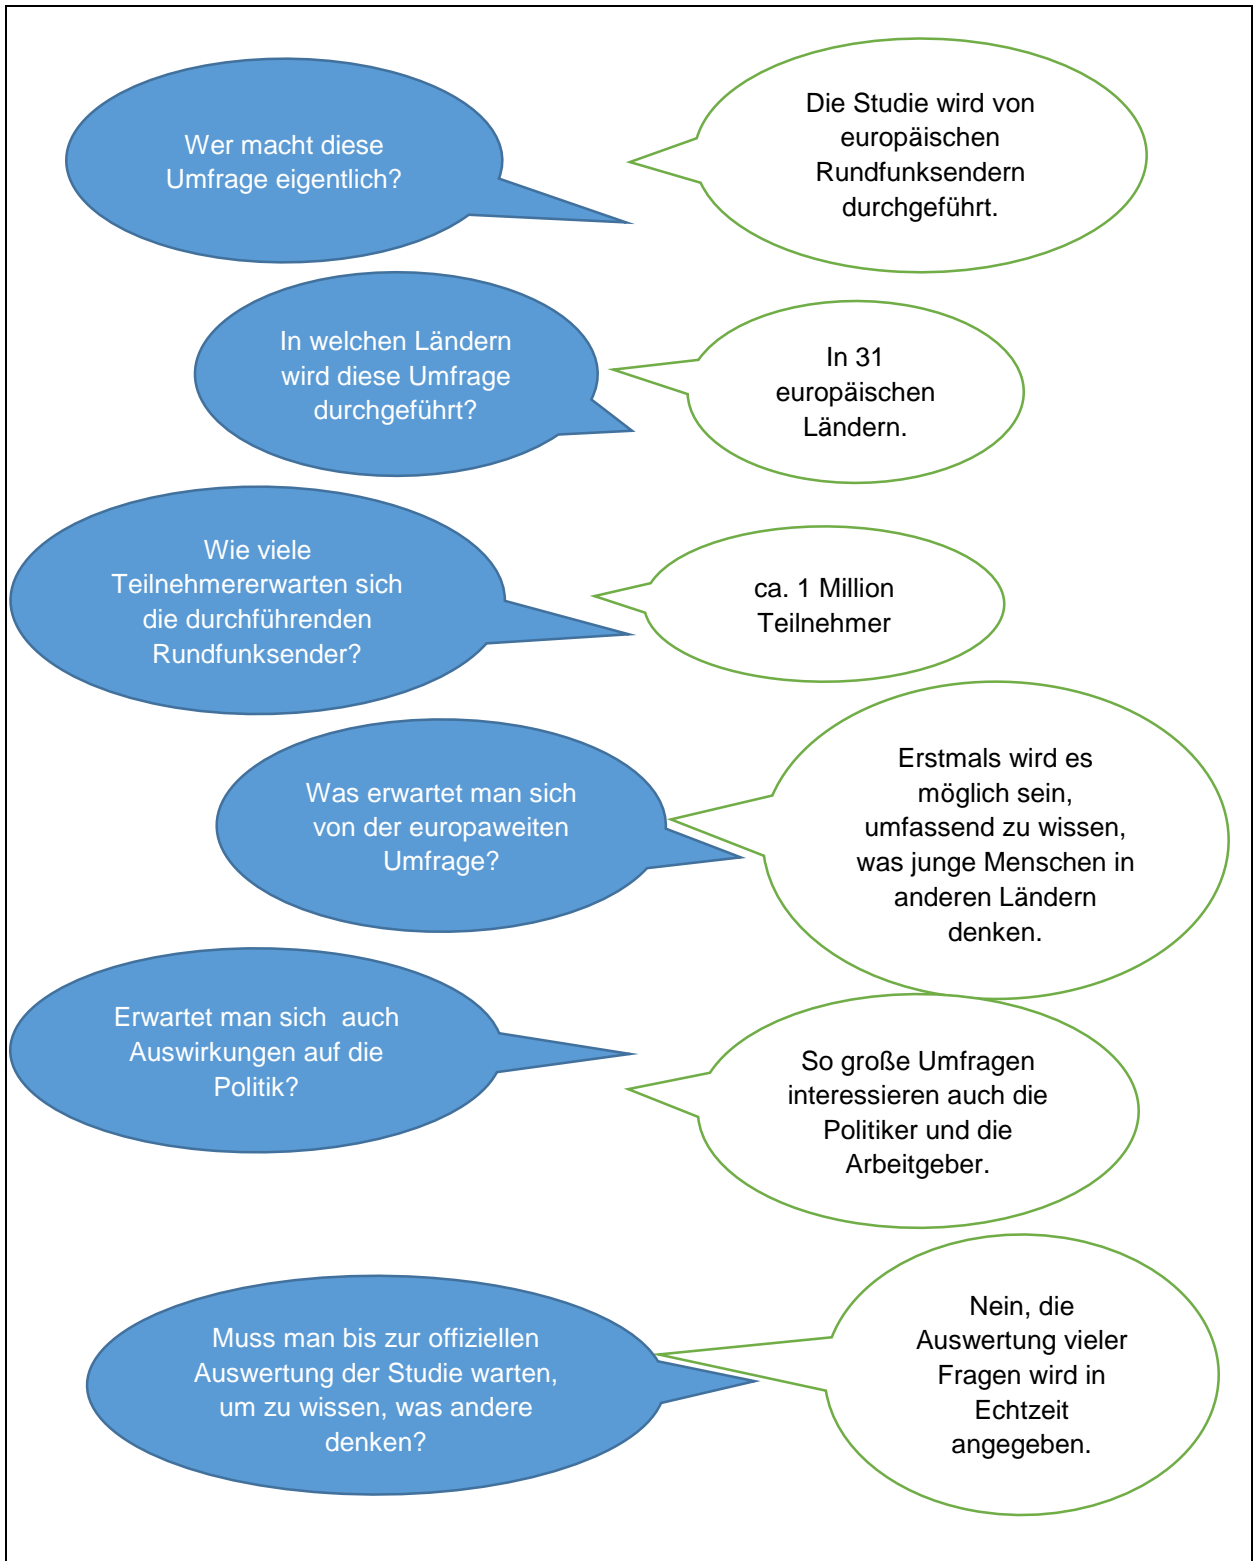 Wer macht diese
Umfrage eigentlich?
Die Studie wird von
europäischen
Rundfunksendern
durchgeführt.
In welchen Ländern
wird diese Umfrage
durchgeführt?
In 31
europäischen
Ländern.
Wie viele
Teilnehmererwarten sich
die durchführenden
Rundfunksender?
ca. 1 Million
Teilnehmer
Was erwartet man sich
von der europaweiten
Umfrage?
Erstmals wird es
möglich sein,
umfassend zu wissen,
was junge Menschen in
anderen Ländern
denken.
Erwartet man sich  auch
Auswirkungen auf die
Politik?
So große Umfragen
interessieren auch die
Politiker und die
Arbeitgeber.
Muss man bis zur offiziellen
Auswertung der Studie warten,
um zu wissen, was andere
denken?
Nein, die
Auswertung vieler
Fragen wird in
Echtzeit
angegeben.